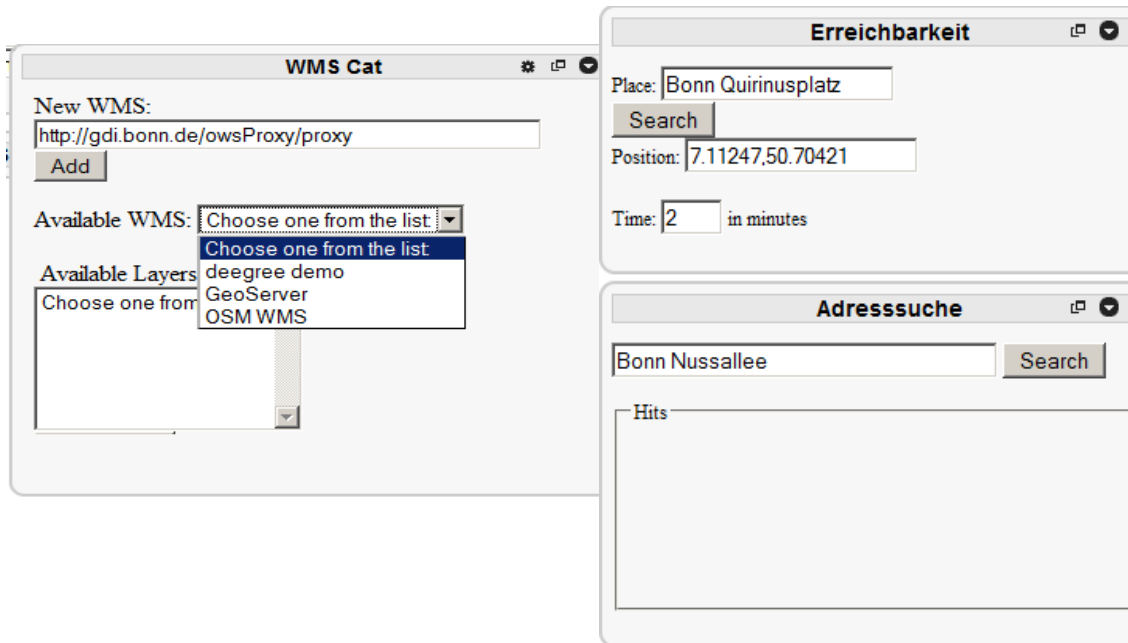 WMS Cat
New WMS:
http://gdi.bonn.de/owsProxy/proxy
Add
Available WMS: Choose one from the list:
Choose one from the list:
deegree demo
GeoServer
OSM WMS
Available Layers
Choose one from
Erreichbarkeit
Place: Bonn Quirinusplatz
Search
Position: 7.11247,50.70421
Time: 2 in minutes
Adresssuche
Bonn Nussallee Search
Hits